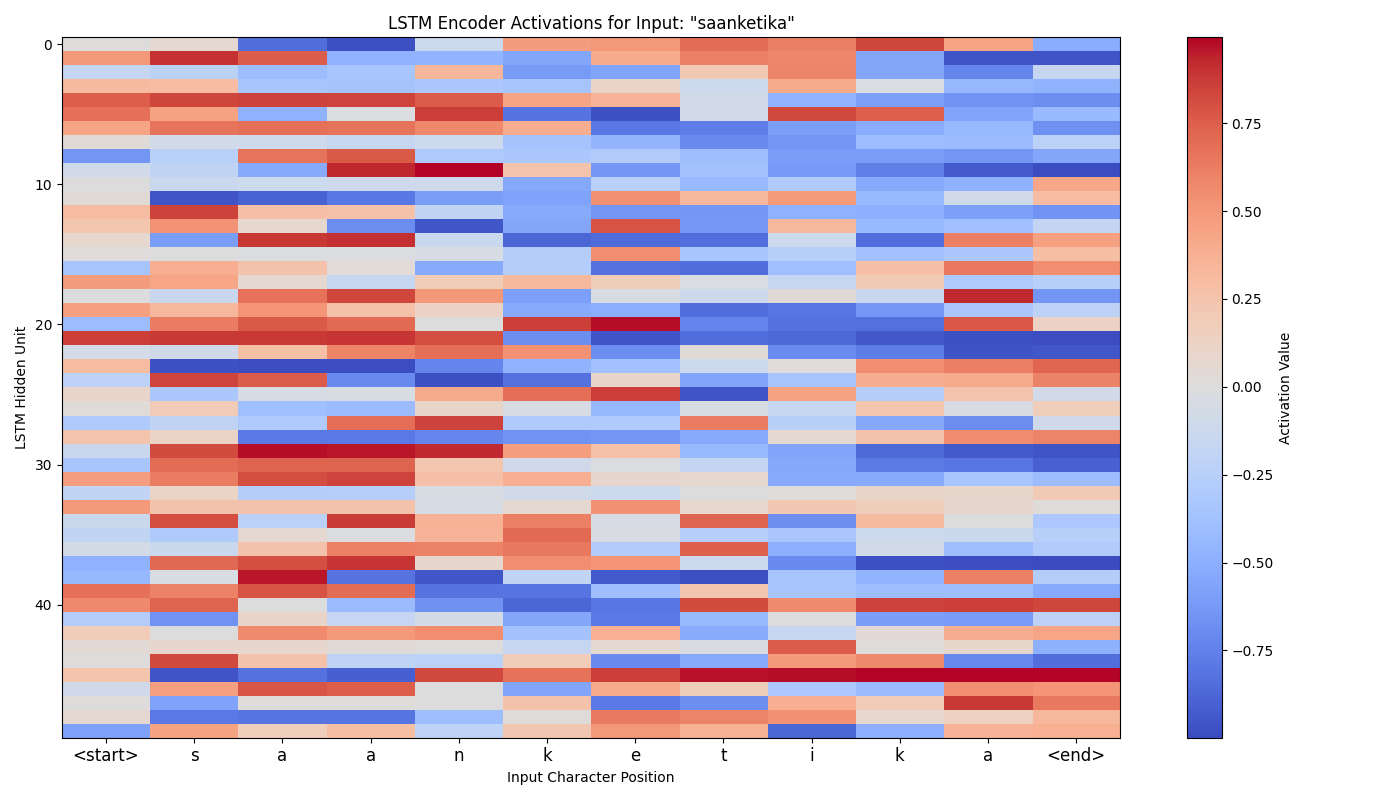 LSTM Encoder Activations for Input: "saanketika"
LSTM Hidden Unit
0
10
20
30
40
<start> s a a n k e t i k a <end>
Input Character Position
0.75
0.50
0.25
0.00
−0.25
−0.50
−0.75
Activation Value